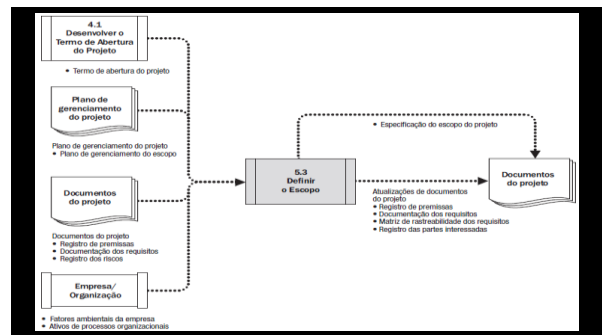 4.1
Desenvolver o
Termo de Abertura
do Projeto
• Termo de abertura do projeto
Plano de
gerenciamento
do projeto
Plano de gerenciamento do projeto
• Plano de gerenciamento do escopo
Documentos
do projeto
Documentos do projeto
• Registro de premissas
• Documentação dos requisitos
• Registro dos riscos
Empresa/
Organização
• Fatores ambientais da empresa
• Ativos de processos organizacionais
5.3
Definir
o Escopo
• Especificação do escopo do projeto
Atualizações de documentos
do projeto
• Registro de premissas
• Documentação dos requisitos
• Matriz de rastreabilidade dos requisitos
• Registro das partes interessadas
Documentos
do projeto